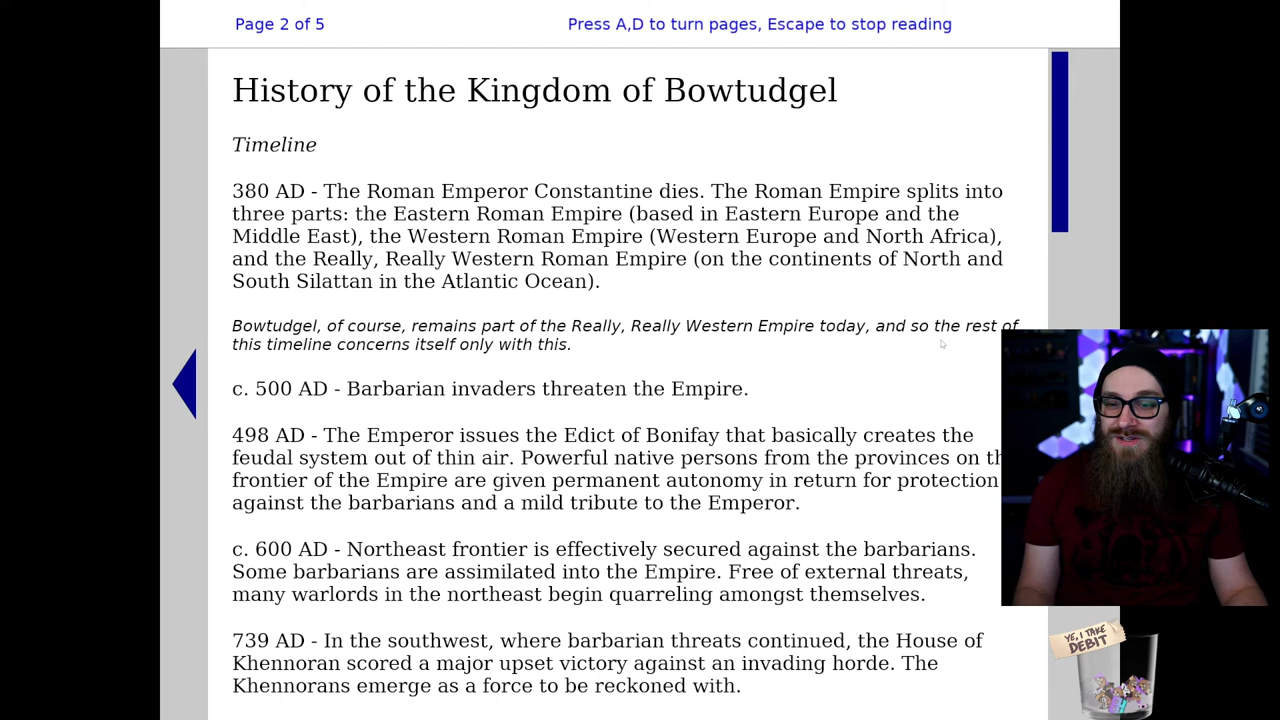 Page 2 of 5
Press A,D to turn pages, Escape to stop reading
History of the Kingdom of Bowtudgel
Timeline
380 AD - The Roman Emperor Constantine dies. The Roman Empire splits into
three parts: the Eastern Roman Empire (based in Eastern Europe and the
Middle East), the Western Roman Empire (Western Europe and North Africa),
and the Really, Really Western Roman Empire (on the continents of North and
South Silattan in the Atlantic Ocean).
Bowtudgel, of course, remains part of the Really, Really Western Empire today, and so the rest of
this timeline concerns itself only with this.
c. 500 AD - Barbarian invaders threaten the Empire.
498 AD - The Emperor issues the Edict of Bonifay that basically creates the
feudal system out of thin air. Powerful native persons from the provinces on
frontier of the Empire are given permanent autonomy in return for protection
against the barbarians and a mild tribute to the Emperor.
c. 600 AD - Northeast frontier is effectively secured against the barbarians.
Some barbarians are assimilated into the Empire. Free of external threats,
many warlords in the northeast begin quarreling amongst themselves.
739 AD - In the southwest, where barbarian threats continued, the House of
Khennoran scored a major upset victory against an invading horde. The
Khennorans emerge as a force to be reckoned with.
YE, I TAKE
DEBIT